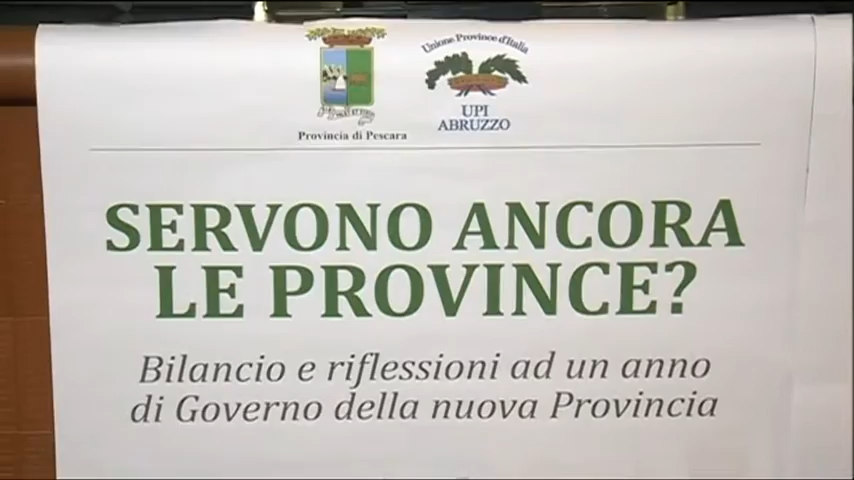 Provincia di Pescara
Unione Province d'Italia
UPI
ABRUZZO
SERVONO ANCORA
LE PROVINCE?
Bilancio e riflessioni ad un anno
di Governo della nuova Provincia